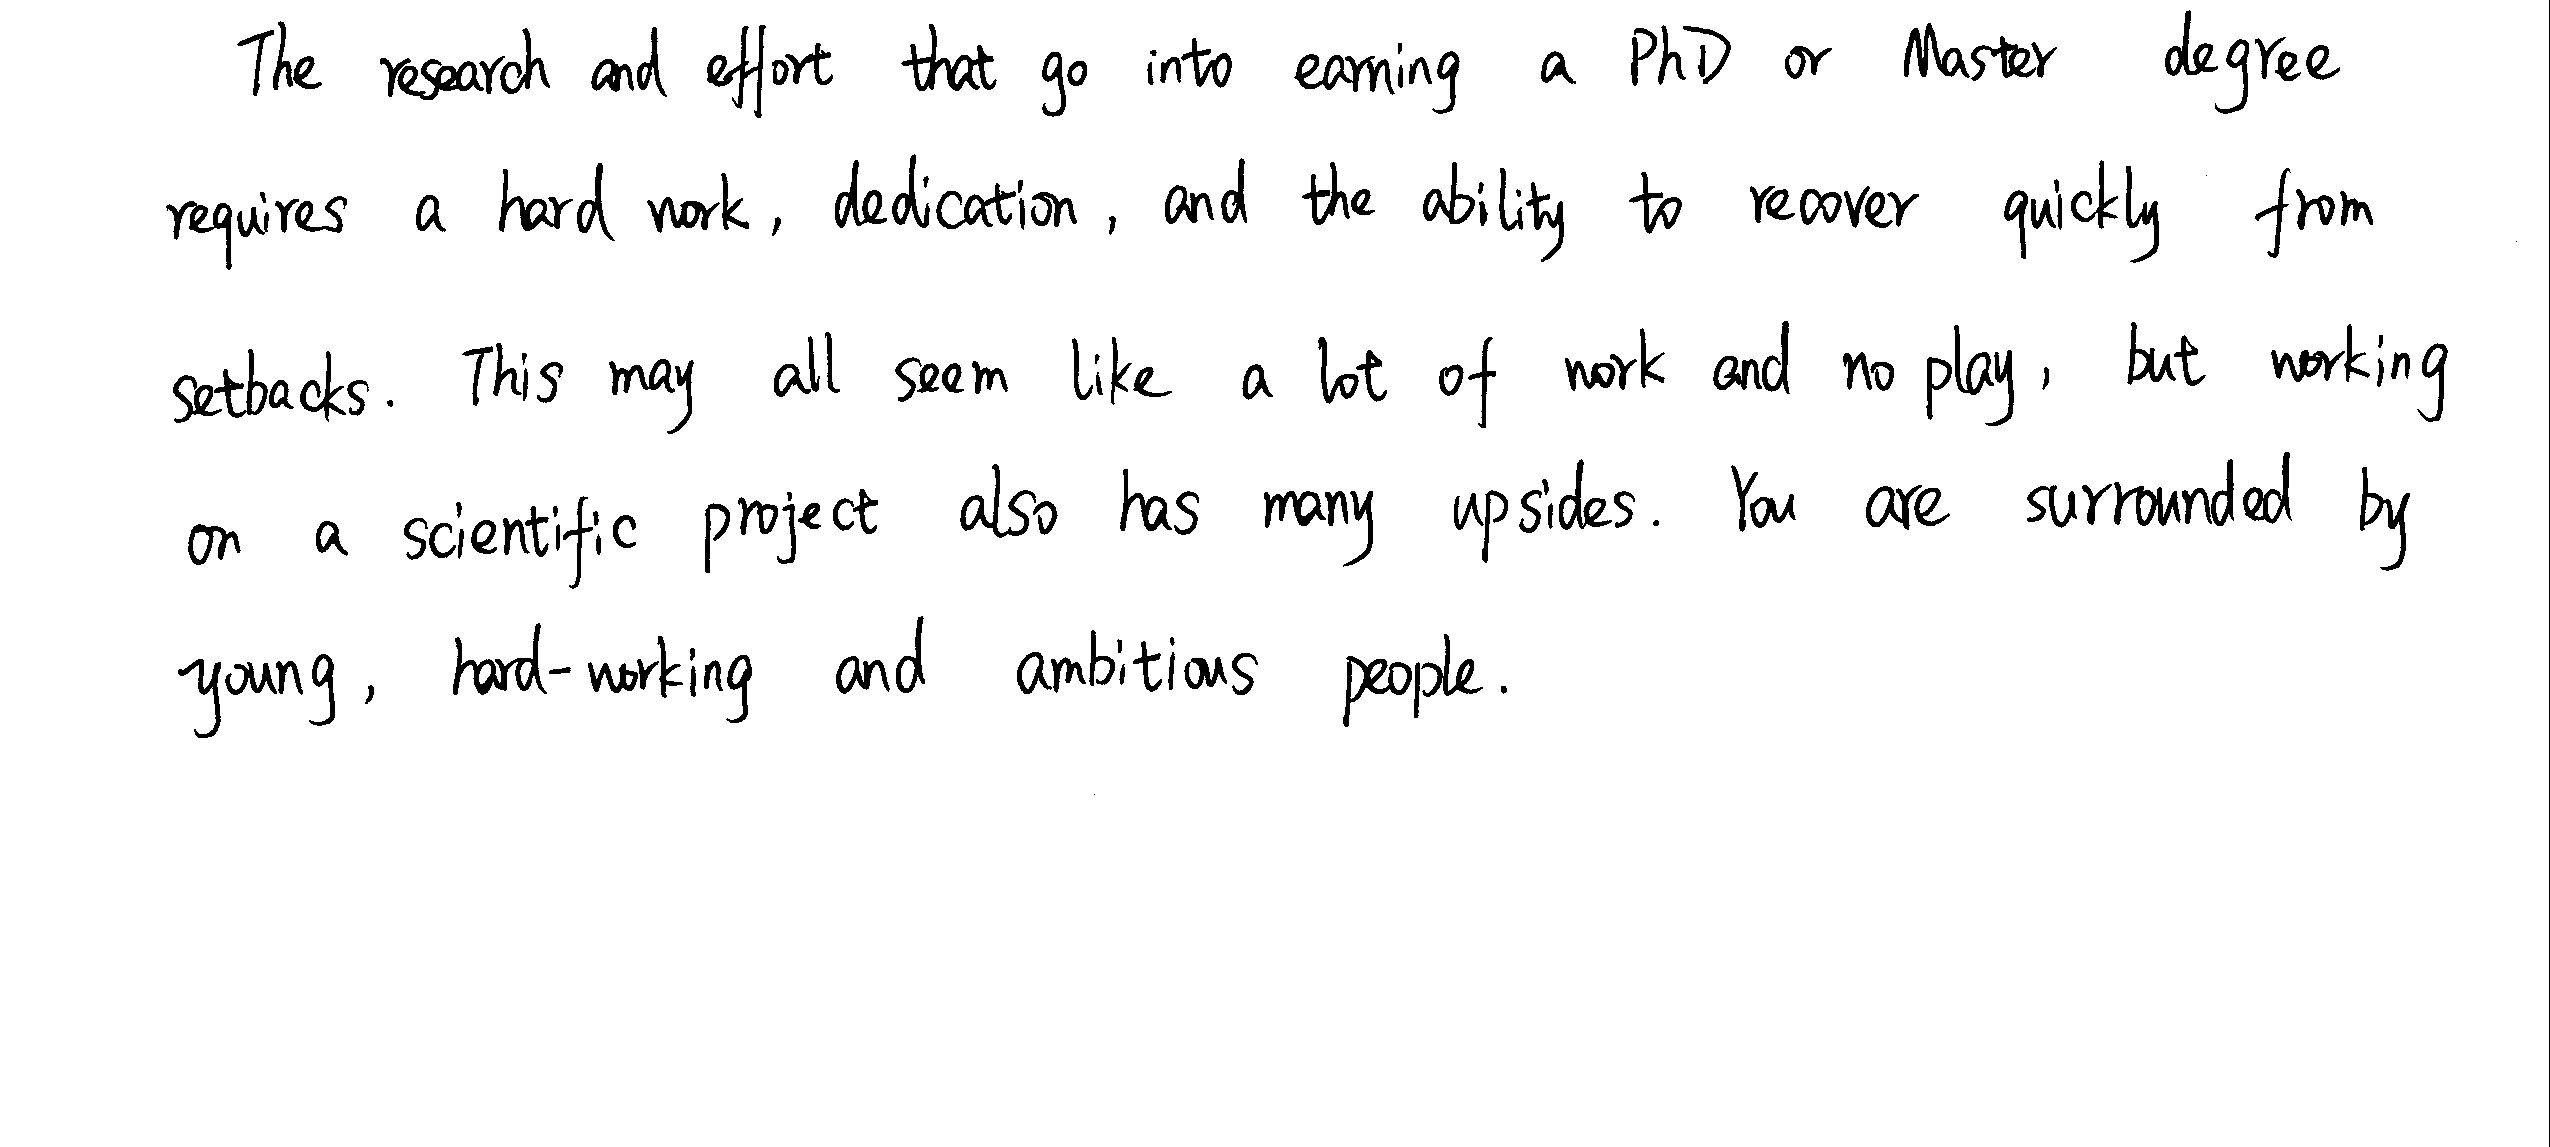 The research and effort that go into earning a PhD or Master degree
requires a hard work, dedication, and the ability to recover quickly from
setbacks. This may all seem like a lot of work and no play, but working
on a scientific project also has many upsides. You are surrounded by
young, hard-working and ambitious people.